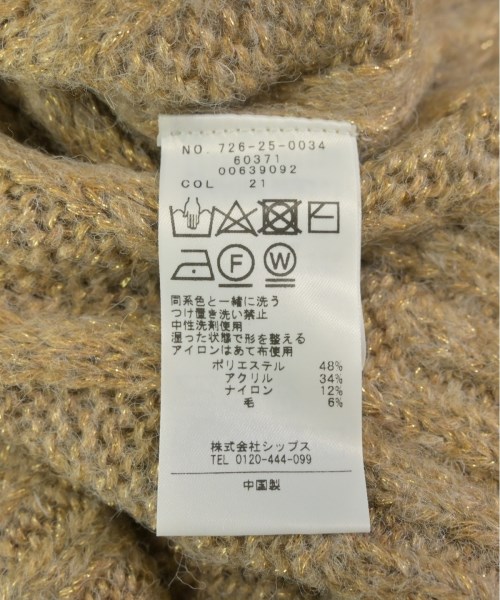 NO. 726-25-0034
60371
00639092
COL 21
F W
同系色と一緒に洗う
つけ置き洗い禁止
中性洗剤使用
湿った状態で形を整える
アイロンはあて布使用
ポリエステル 48%
アクリル 34%
ナイロン 12%
毛 6%
株式会社シップス
TEL 0120-444-099
中国製